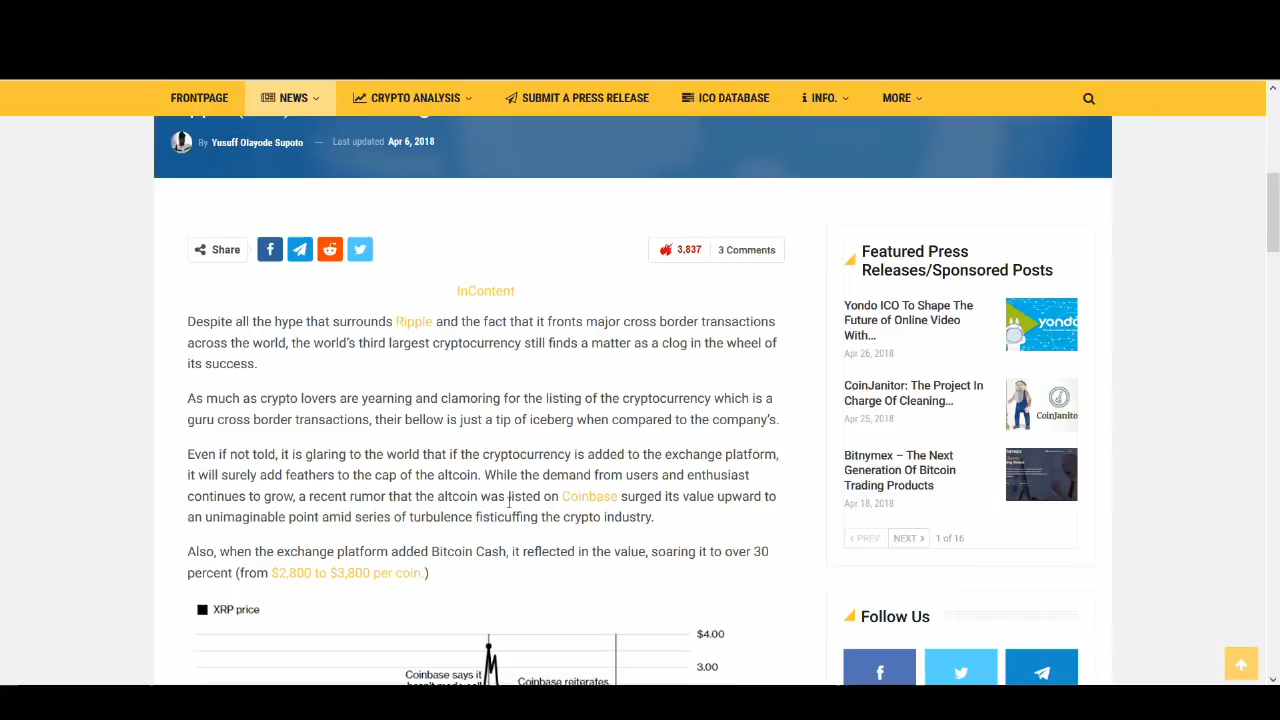 FRONTPAGE NEWS CRYPTO ANALYSIS SUBMIT A PRESS RELEASE ICO DATABASE INFO. MORE
By Yusuff Olayode Supoto — Last updated Apr 6, 2018
Share
3,837 3 Comments
InContent
Despite all the hype that surrounds Ripple and the fact that it fronts major cross border transactions
across the world, the world's third largest cryptocurrency still finds a matter as a clog in the wheel of
its success.
As much as crypto lovers are yearning and clamoring for the listing of the cryptocurrency which is a
guru cross border transactions, their bellow is just a tip of iceberg when compared to the company's.
Even if not told, it is glaring to the world that if the cryptocurrency is added to the exchange platform,
it will surely add feathers to the cap of the altcoin. While the demand from users and enthusiast
continues to grow, a recent rumor that the altcoin was listed on Coinbase surged its value upward to
an unimaginable point amid series of turbulence fisticuffing the crypto industry.
Also, when the exchange platform added Bitcoin Cash, it reflected in the value, soaring it to over 30
percent (from $2,800 to $3,800 per coin.)
XRP price
$4.00
3.00
Coinbase says it
Coinbase reiterates
Featured Press
Releases/Sponsored Posts
Yondo ICO To Shape The
Future of Online Video
With...
Apr 26, 2018
yondo
CoinJanitor: The Project In
Charge Of Cleaning...
Apr 25, 2018
CoinJanito
Bitnymex – The Next
Generation Of Bitcoin
Trading Products
Apr 18, 2018
PREV NEXT 1 of 16
Follow Us